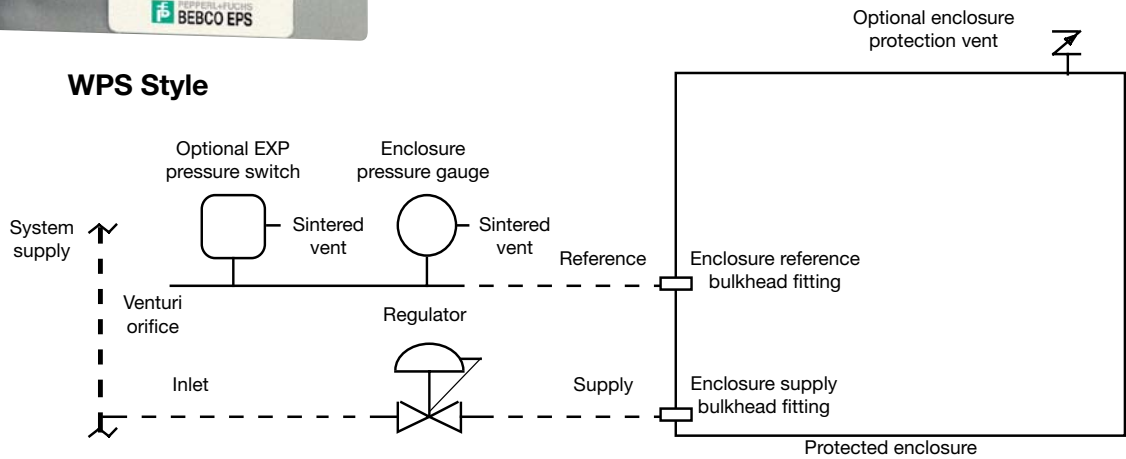 PEPPERL+FUCHS
BEBCO EPS
Optional enclosure
protection vent
WPS Style
Optional EXP
pressure switch
Enclosure
pressure gauge
System
supply
Sintered
vent
Sintered
vent
Reference
Enclosure reference
bulkhead fitting
Venturi
orifice
Regulator
Inlet
Supply
Enclosure supply
bulkhead fitting
Protected enclosure